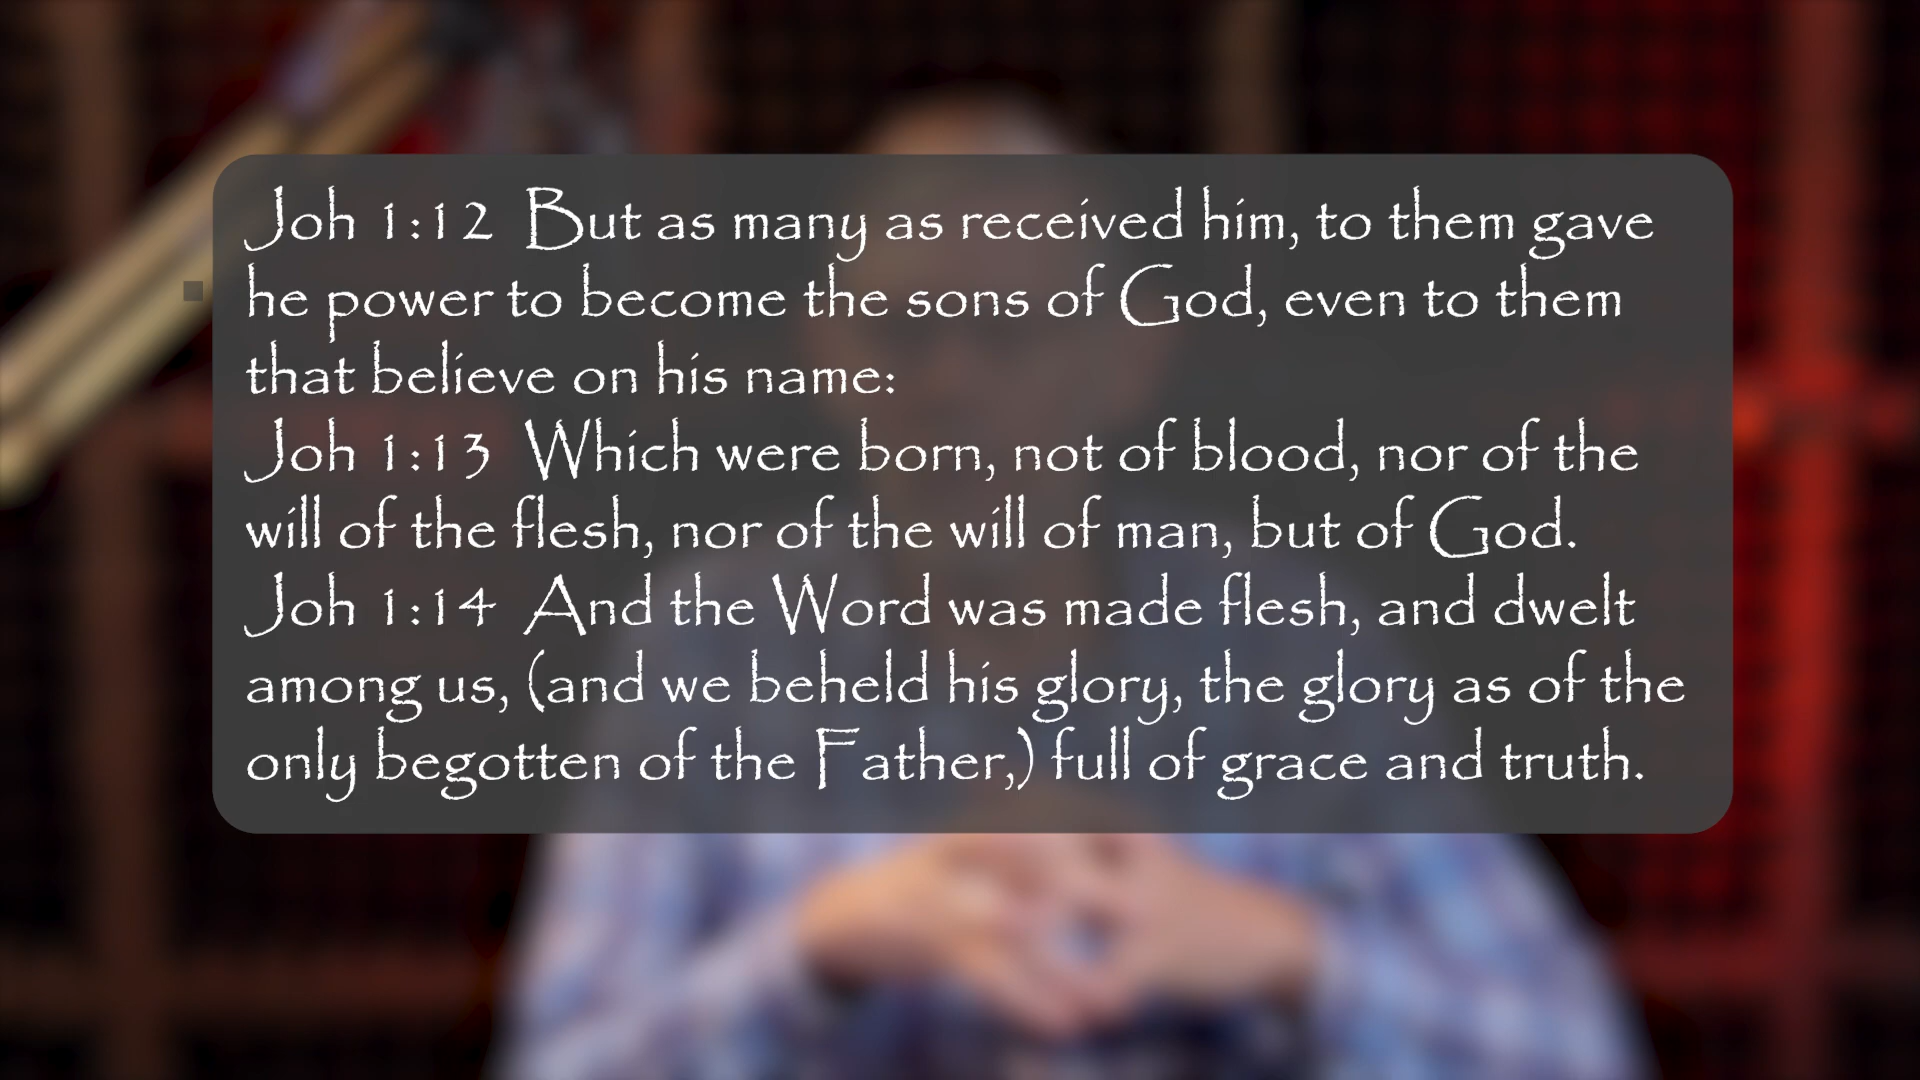 Joh 1:12 But as many as received him, to them gave
he power to become the sons of God, even to them
that believe on his name:
Joh 1:13 Which were born, not of blood, nor of the
will of the flesh, nor of the will of man, but of God.
Joh 1:14 And the Word was made flesh, and dwelt
among us, (and we beheld his glory, the glory as of the
only begotten of the Father,) full of grace and truth.